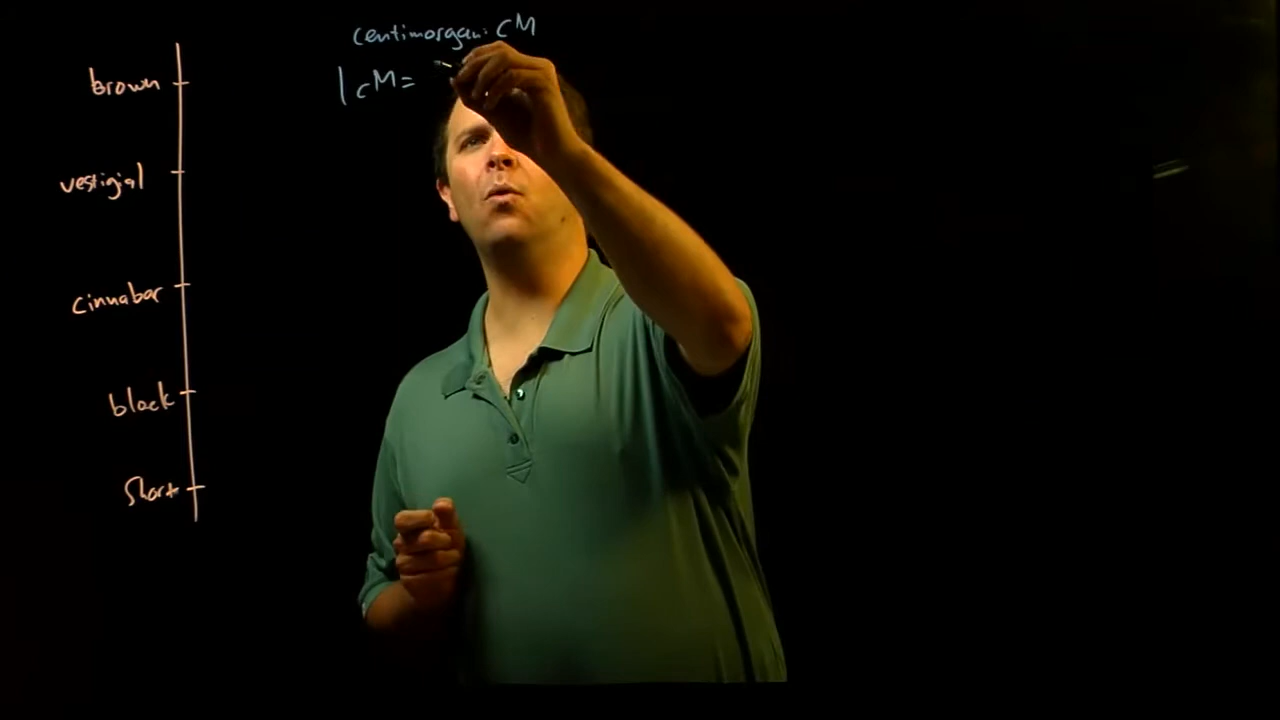 centimorgan: cM
1 cM =
brown
vestigial
cinnabar
black
Short